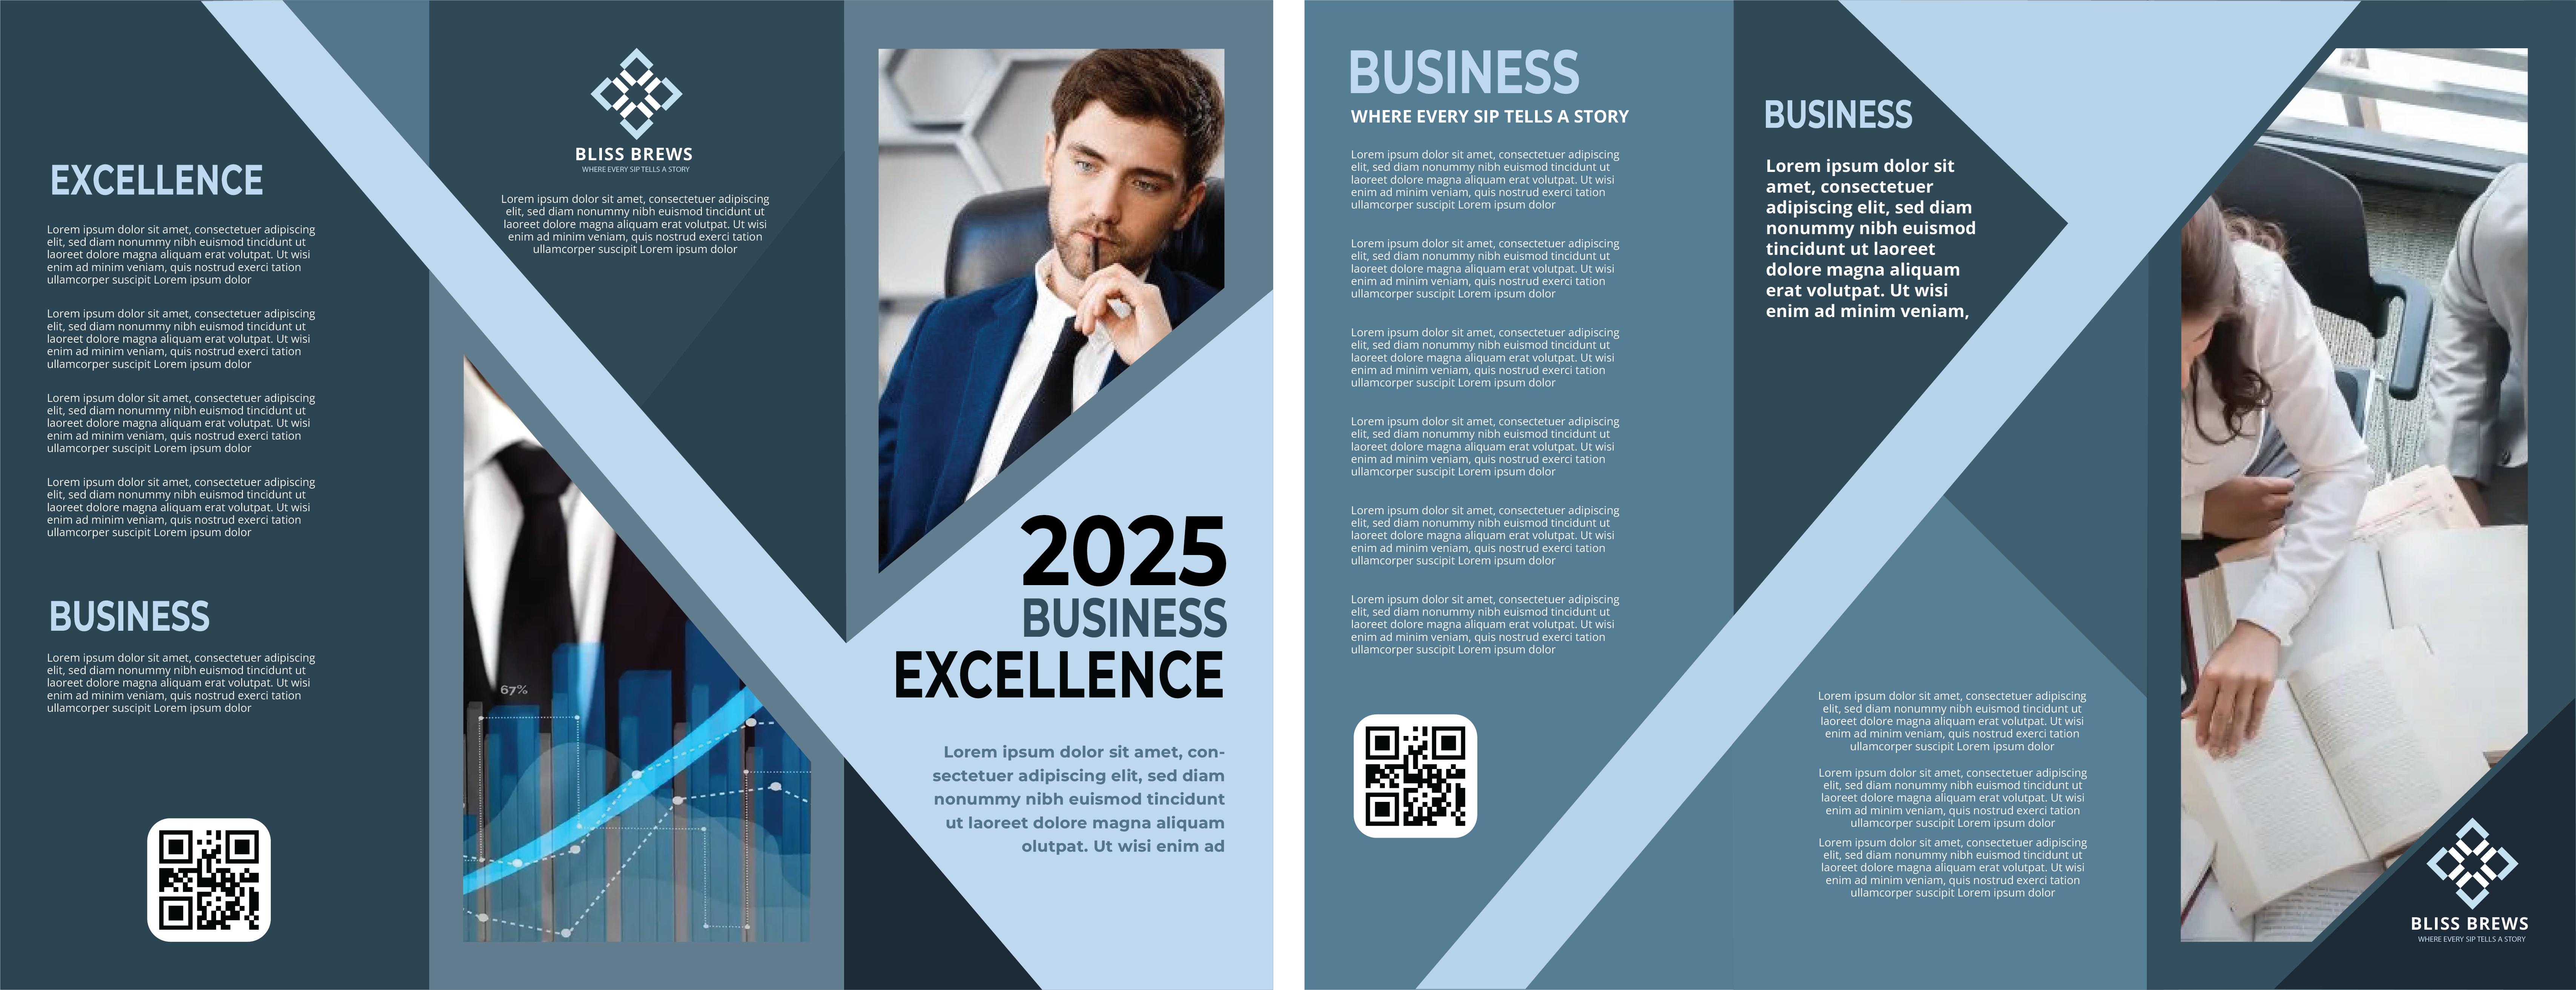 EXCELLENCE
Lorem ipsum dolor sit amet, consectetuer adipiscing
elit, sed diam nonummy nibh euismod tincidunt ut
laoreet dolore magna aliquam erat volutpat. Ut wisi
enim ad minim veniam, quis nostrud exerci tation
ullamcorper suscipit Lorem ipsum dolor
Lorem ipsum dolor sit amet, consectetuer adipiscing
elit, sed diam nonummy nibh euismod tincidunt ut
laoreet dolore magna aliquam erat volutpat. Ut wisi
enim ad minim veniam, quis nostrud exerci tation
ullamcorper suscipit Lorem ipsum dolor
Lorem ipsum dolor sit amet, consectetuer adipiscing
elit, sed diam nonummy nibh euismod tincidunt ut
laoreet dolore magna aliquam erat volutpat. Ut wisi
enim ad minim veniam, quis nostrud exerci tation
ullamcorper suscipit Lorem ipsum dolor
Lorem ipsum dolor sit amet, consectetuer adipiscing
elit, sed diam nonummy nibh euismod tincidunt ut
laoreet dolore magna aliquam erat volutpat. Ut wisi
enim ad minim veniam, quis nostrud exerci tation
ullamcorper suscipit Lorem ipsum dolor
BUSINESS
Lorem ipsum dolor sit amet, consectetuer adipiscing
elit, sed diam nonummy nibh euismod tincidunt ut
laoreet dolore magna aliquam erat volutpat. Ut wisi
enim ad minim veniam, quis nostrud exerci tation
ullamcorper suscipit Lorem ipsum dolor
BLISS BREWS
WHERE EVERY SIP TELLS A STORY
Lorem ipsum dolor sit amet, consectetuer adipiscing
elit, sed diam nonummy nibh euismod tincidunt ut
laoreet dolore magna aliquam erat volutpat. Ut wisi
enim ad minim veniam, quis nostrud exerci tation
ullamcorper suscipit Lorem ipsum dolor
67%
2025
BUSINESS
EXCELLENCE
Lorem ipsum dolor sit amet, con-
sectetuer adipiscing elit, sed diam
nonummy nibh euismod tincidunt
ut laoreet dolore magna aliquam
olutpat. Ut wisi enim ad
BUSINESS
WHERE EVERY SIP TELLS A STORY
Lorem ipsum dolor sit amet, consectetuer adipiscing
elit, sed diam nonummy nibh euismod tincidunt ut
laoreet dolore magna aliquam erat volutpat. Ut wisi
enim ad minim veniam, quis nostrud exerci tation
ullamcorper suscipit Lorem ipsum dolor
Lorem ipsum dolor sit amet, consectetuer adipiscing
elit, sed diam nonummy nibh euismod tincidunt ut
laoreet dolore magna aliquam erat volutpat. Ut wisi
enim ad minim veniam, quis nostrud exerci tation
ullamcorper suscipit Lorem ipsum dolor
Lorem ipsum dolor sit amet, consectetuer adipiscing
elit, sed diam nonummy nibh euismod tincidunt ut
laoreet dolore magna aliquam erat volutpat. Ut wisi
enim ad minim veniam, quis nostrud exerci tation
ullamcorper suscipit Lorem ipsum dolor
Lorem ipsum dolor sit amet, consectetuer adipiscing
elit, sed diam nonummy nibh euismod tincidunt ut
laoreet dolore magna aliquam erat volutpat. Ut wisi
enim ad minim veniam, quis nostrud exerci tation
ullamcorper suscipit Lorem ipsum dolor
Lorem ipsum dolor sit amet, consectetuer adipiscing
elit, sed diam nonummy nibh euismod tincidunt ut
laoreet dolore magna aliquam erat volutpat. Ut wisi
enim ad minim veniam, quis nostrud exerci tation
ullamcorper suscipit Lorem ipsum dolor
Lorem ipsum dolor sit amet, consectetuer adipiscing
elit, sed diam nonummy nibh euismod tincidunt ut
laoreet dolore magna aliquam erat volutpat. Ut wisi
enim ad minim veniam, quis nostrud exerci tation
ullamcorper suscipit Lorem ipsum dolor
BUSINESS
Lorem ipsum dolor sit
amet, consectetuer
adipiscing elit, sed diam
nonummy nibh euismod
tincidunt ut laoreet
dolore magna aliquam
erat volutpat. Ut wisi
enim ad minim veniam,
Lorem ipsum dolor sit amet, consectetuer adipiscing
elit, sed diam nonummy nibh euismod tincidunt ut
laoreet dolore magna aliquam erat volutpat. Ut wisi
enim ad minim veniam, quis nostrud exerci tation
ullamcorper suscipit Lorem ipsum dolor
Lorem ipsum dolor sit amet, consectetuer adipiscing
elit, sed diam nonummy nibh euismod tincidunt ut
laoreet dolore magna aliquam erat volutpat. Ut wisi
enim ad minim veniam, quis nostrud exerci tation
ullamcorper suscipit Lorem ipsum dolor
Lorem ipsum dolor sit amet, consectetuer adipiscing
elit, sed diam nonummy nibh euismod tincidunt ut
laoreet dolore magna aliquam erat volutpat. Ut wisi
enim ad minim veniam, quis nostrud exerci tation
ullamcorper suscipit Lorem ipsum dolor
BLISS BREWS
WHERE EVERY SIP TELLS A STORY